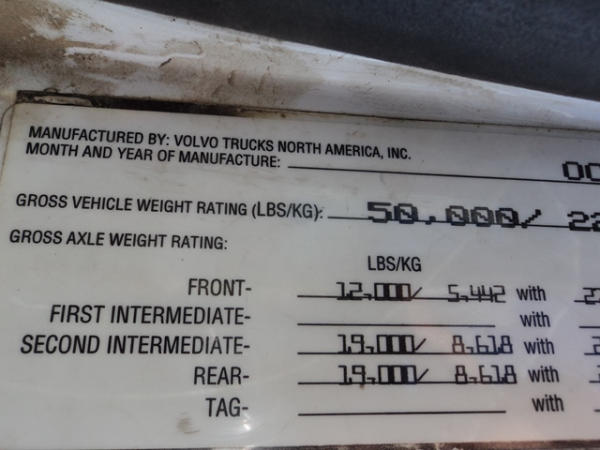 MANUFACTURED BY: VOLVO TRUCKS NORTH AMERICA, INC.
MONTH AND YEAR OF MANUFACTURE:
GROSS VEHICLE WEIGHT RATING (LBS/KG): 50,000/ 22
GROSS AXLE WEIGHT RATING:
LBS/KG
FRONT- 12,000/ 5,442 with
FIRST INTERMEDIATE- with
SECOND INTERMEDIATE- 19,000/ 8,618 with
REAR- 19,000/ 8,618 with
TAG- with